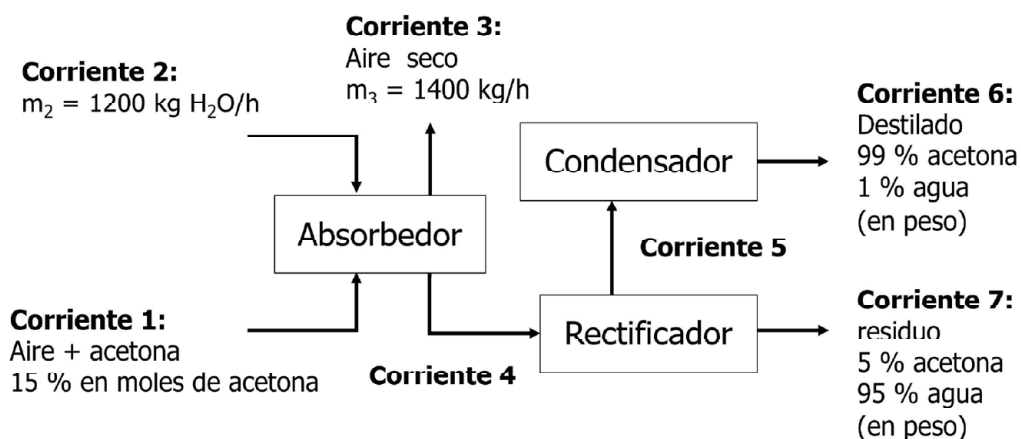 Corriente 3:
Aire seco
m₃ = 1400 kg/h
Corriente 2:
m₂ = 1200 kg H₂O/h
Corriente 6:
Destilado
99 % acetona
1 % agua
(en peso)
Condensador
Absorbedor
Corriente 5
Corriente 1:
Aire + acetona
15 % en moles de acetona
Corriente 4
Rectificador
Corriente 7:
residuo
5 % acetona
95 % agua
(en peso)